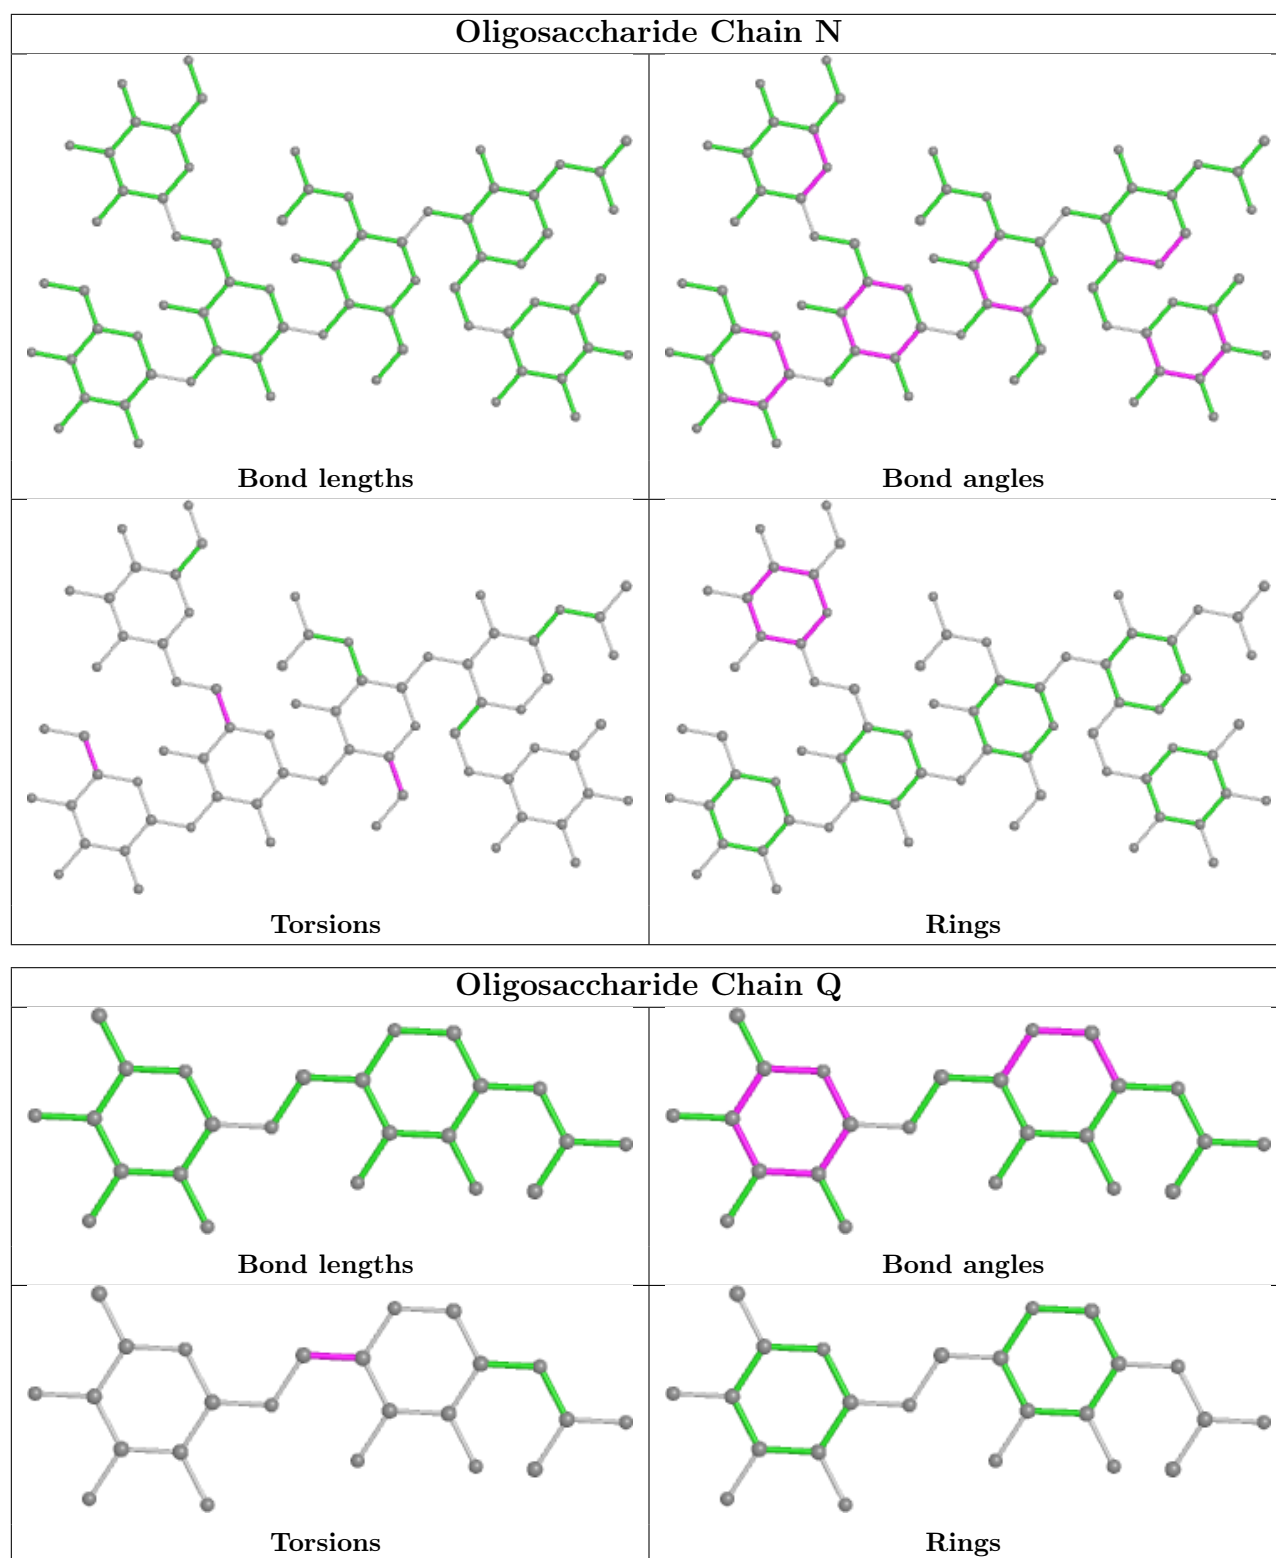 Oligosaccharide Chain N
Bond lengths
Bond angles
Torsions
Rings
Oligosaccharide Chain Q
Bond lengths
Bond angles
Torsions
Rings